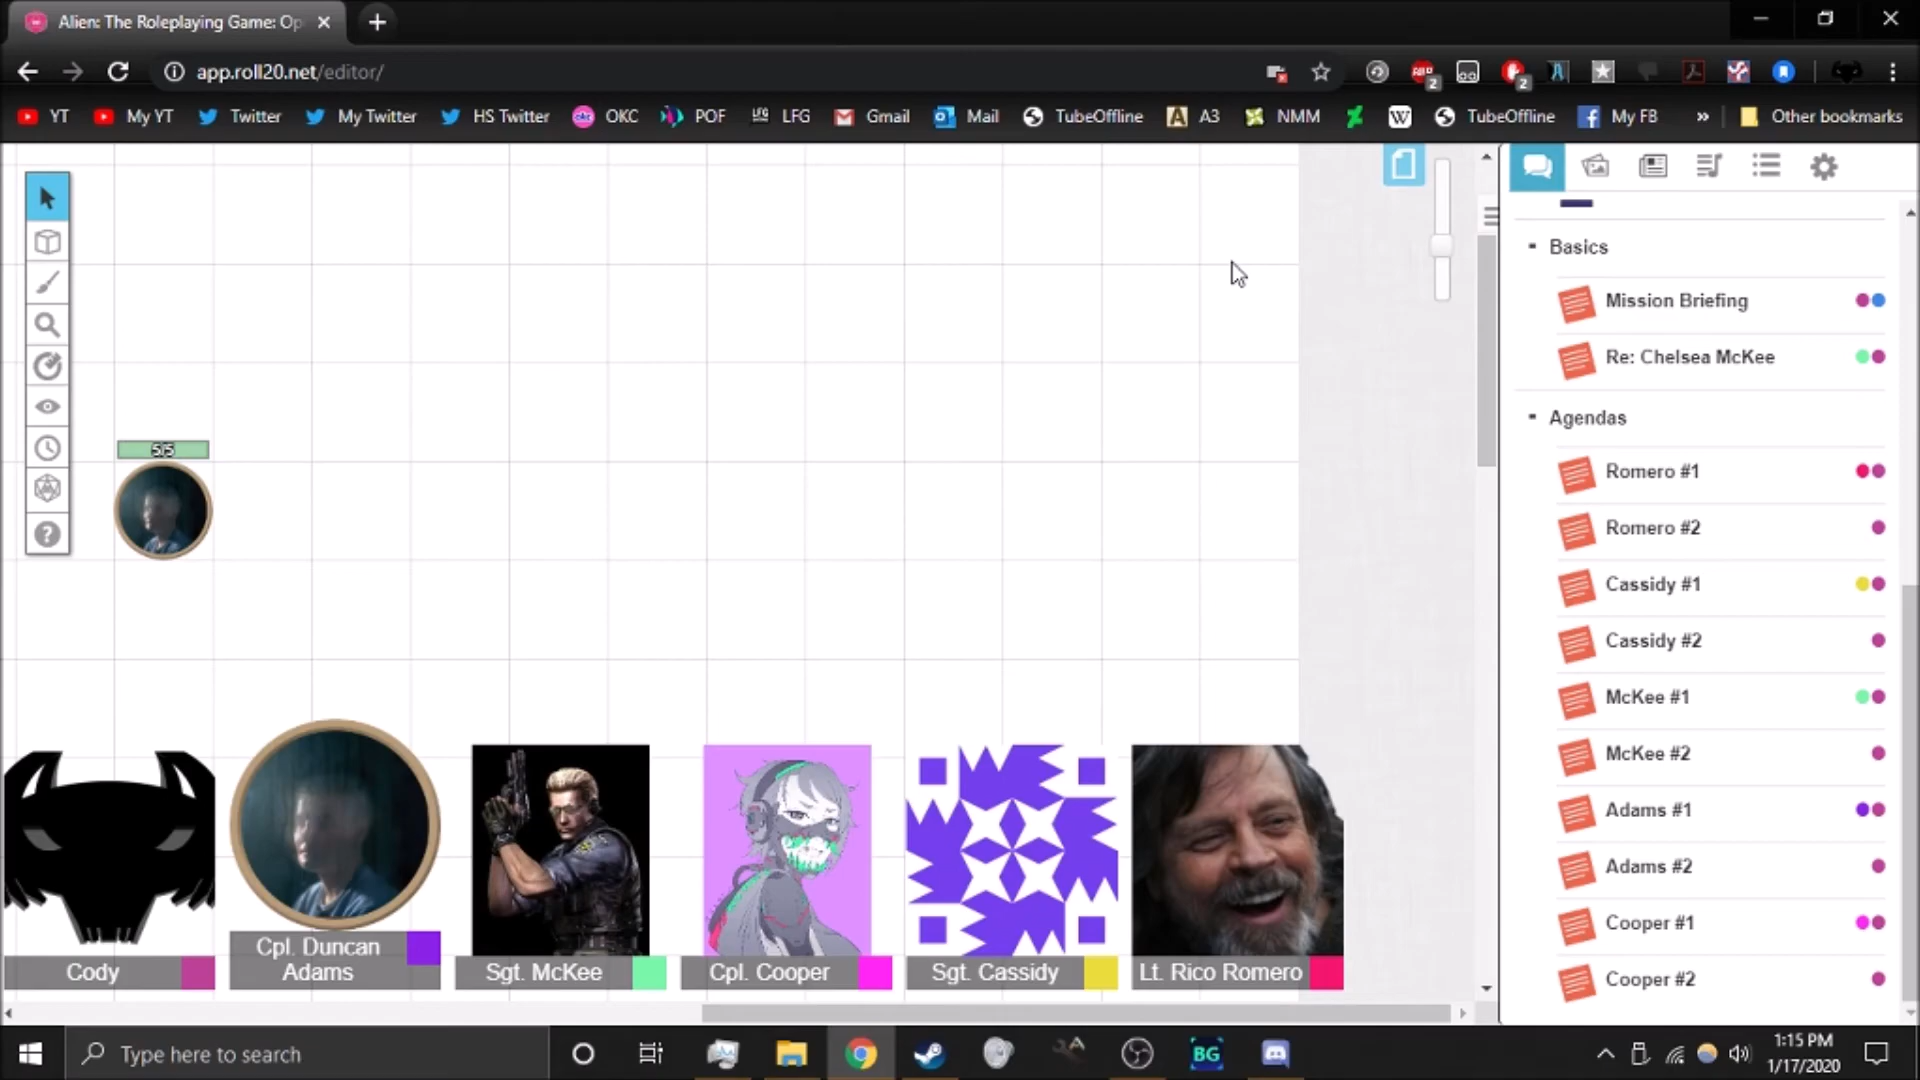 Alien: The Roleplaying Game: Op
app.roll20.net/editor/
2
2
YT
My YT
Twitter
My Twitter
HS Twitter
OKC
POF
LFG
Gmail
Mail
TubeOffline
A3
NMM
W
TubeOffline
My FB
»
Other bookmarks
5/5
Cody
Cpl. Duncan
Adams
Sgt. McKee
Cpl. Cooper
Sgt. Cassidy
Lt. Rico Romero
Basics
Mission Briefing
Re: Chelsea McKee
Agendas
Romero #1
Romero #2
Cassidy #1
Cassidy #2
McKee #1
McKee #2
Adams #1
Adams #2
Cooper #1
Cooper #2
Type here to search
BG
1:15 PM
1/17/2020